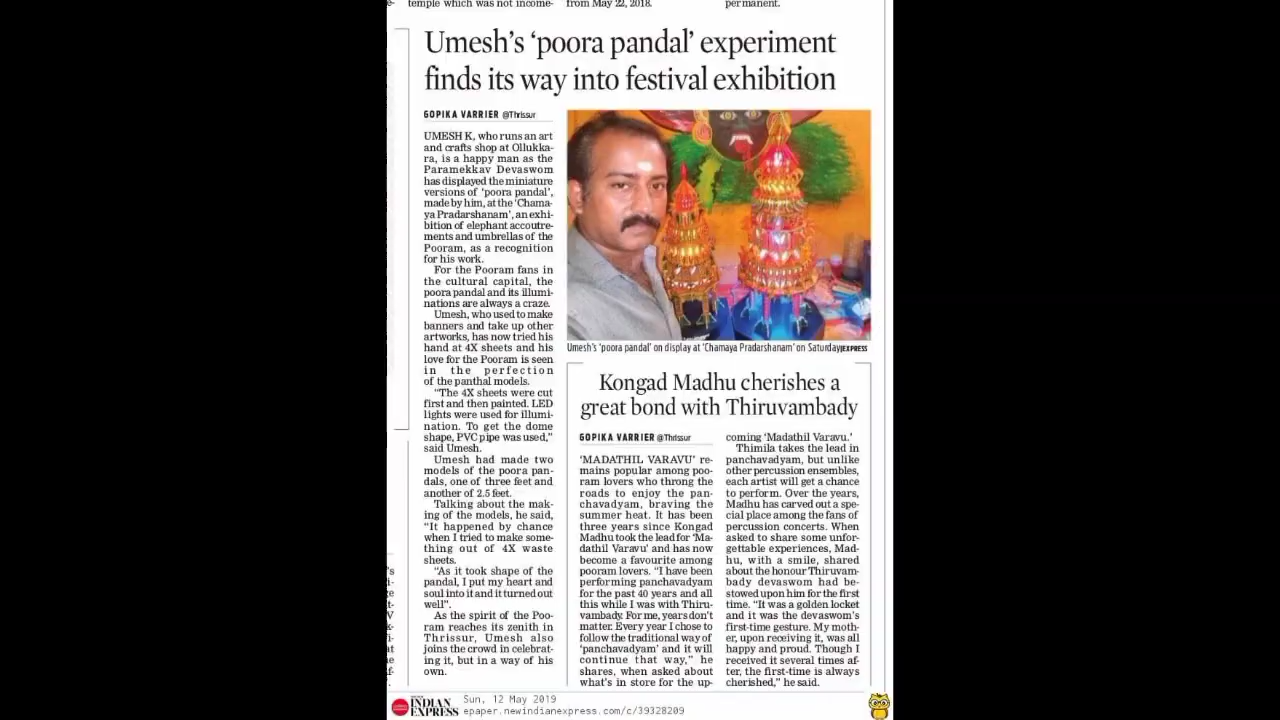 temple which was not income-
from May 22, 2018.
permanent.
Umesh's 'poora pandal' experiment
finds its way into festival exhibition
GOPIKA VARRIER @Thrissur
UMESH K, who runs an art
and crafts shop at Ollukka-
ra, is a happy man as the
Paramekkav Devaswom
has displayed the miniature
versions of 'poora pandal',
made by him, at the 'Chama-
ya Pradarshanam', an exhi-
bition of elephant accoutre-
ments and umbrellas of the
Pooram, as a recognition
for his work.
For the Pooram fans in
the cultural capital, the
poora pandal and its illumi-
nations are always a craze.
Umesh, who used to make
banners and take up other
artworks, has now tried his
hand at 4X sheets and his
love for the Pooram is seen
in the perfection
of the panthal models.
"The 4X sheets were cut
first and then painted. LED
lights were used for illumi-
nation. To get the dome
shape, PVC pipe was used,"
said Umesh.
Umesh had made two
models of the poora pan-
dals, one of three feet and
another of 2.5 feet.
Talking about the mak-
ing of the models, he said,
"It happened by chance
when I tried to make some-
thing out of 4X waste
sheets.
"As it took shape of the
pandal, I put my heart and
soul into it and it turned out
well".
As the spirit of the Poo-
ram reaches its zenith in
Thrissur, Umesh also
joins the crowd in celebrat-
ing it, but in a way of his
own.
Umesh's 'poora pandal' on display at 'Chamaya Pradarshanam' on Saturday|EXPRESS
Kongad Madhu cherishes a
great bond with Thiruvambady
GOPIKA VARRIER @Thrissur
'MADATHIL VARAVU' re-
mains popular among poo-
ram lovers who throng the
roads to enjoy the pan-
chavadyam, braving the
summer heat. It has been
three years since Kongad
Madhu took the lead for 'Ma-
dathil Varavu' and has now
become a favourite among
pooram lovers. "I have been
performing panchavadyam
for the past 40 years and all
this while I was with Thiru-
vambady. For me, years don't
matter. Every year I chose to
follow the traditional way of
'panchavadyam' and it will
continue that way," he
shares, when asked about
what's in store for the up-
coming 'Madathil Varavu.'
Thimila takes the lead in
panchavadyam, but unlike
other percussion ensembles,
each artist will get a chance
to perform. Over the years,
Madhu has carved out a spe-
cial place among the fans of
percussion concerts. When
asked to share some unfor-
gettable experiences, Mad-
hu, with a smile, shared
about the honour Thiruvam-
bady devaswom had be-
stowed upon him for the first
time. "It was a golden locket
and it was the devaswom's
first-time gesture. My moth-
er, upon receiving it, was all
happy and proud. Though I
received it several times af-
ter, the first-time is always
cherished," he said.
INDIAN
EXPRESS
Sun, 12 May 2019
epaper.newindianexpress.com/c/39328209